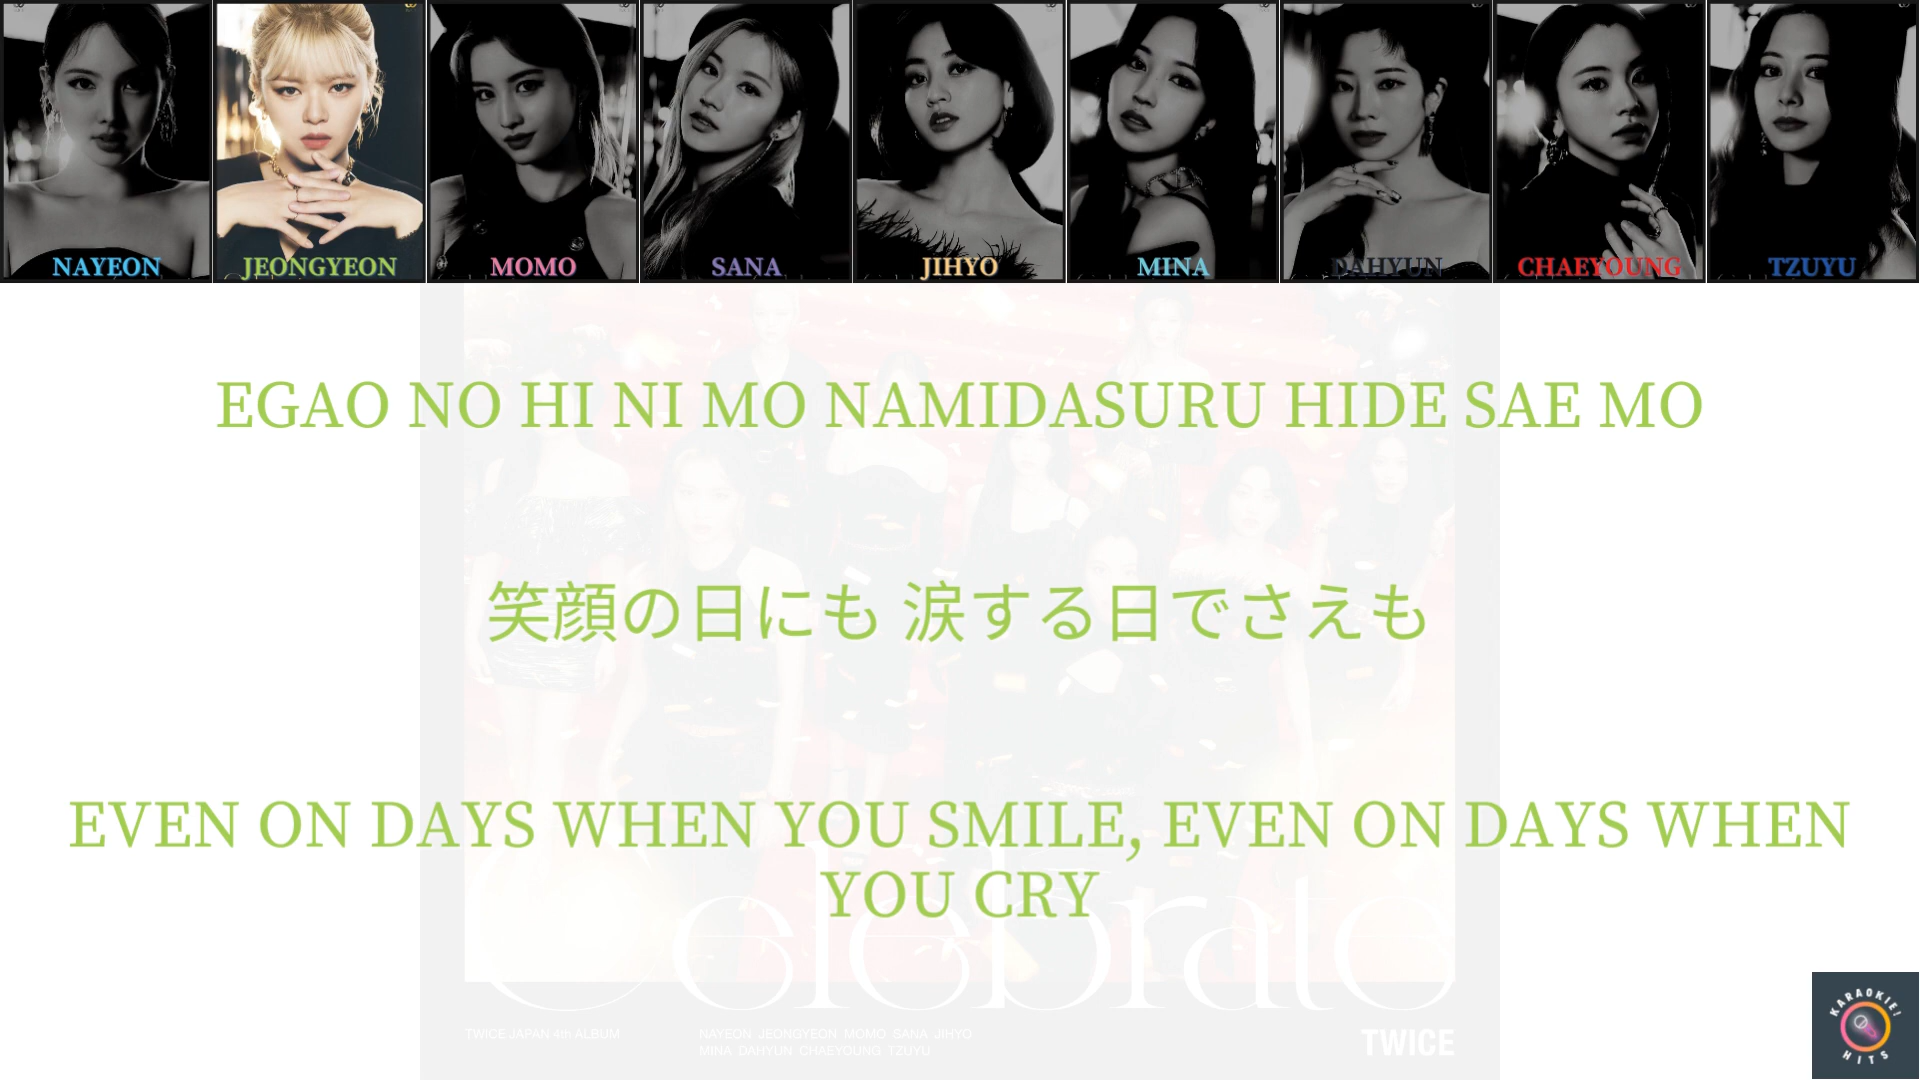 NAYEON JEONGYEON MOMO SANA JIHYO MINA DAHYUN CHAEYOUNG TZUYU
EGAO NO HI NI MO NAMIDASURU HIDE SAE MO
笑顔の日にも 涙する日でさえも
EVEN ON DAYS WHEN YOU SMILE, EVEN ON DAYS WHEN
YOU CRY
Celebrate
TWICE JAPAN 4th ALBUM
NAYEON JEONGYEON MOMO SANA JIHYO
MINA DAHYUN CHAEYOUNG TZUYU
TWICE
KARAOKIE!
HITS